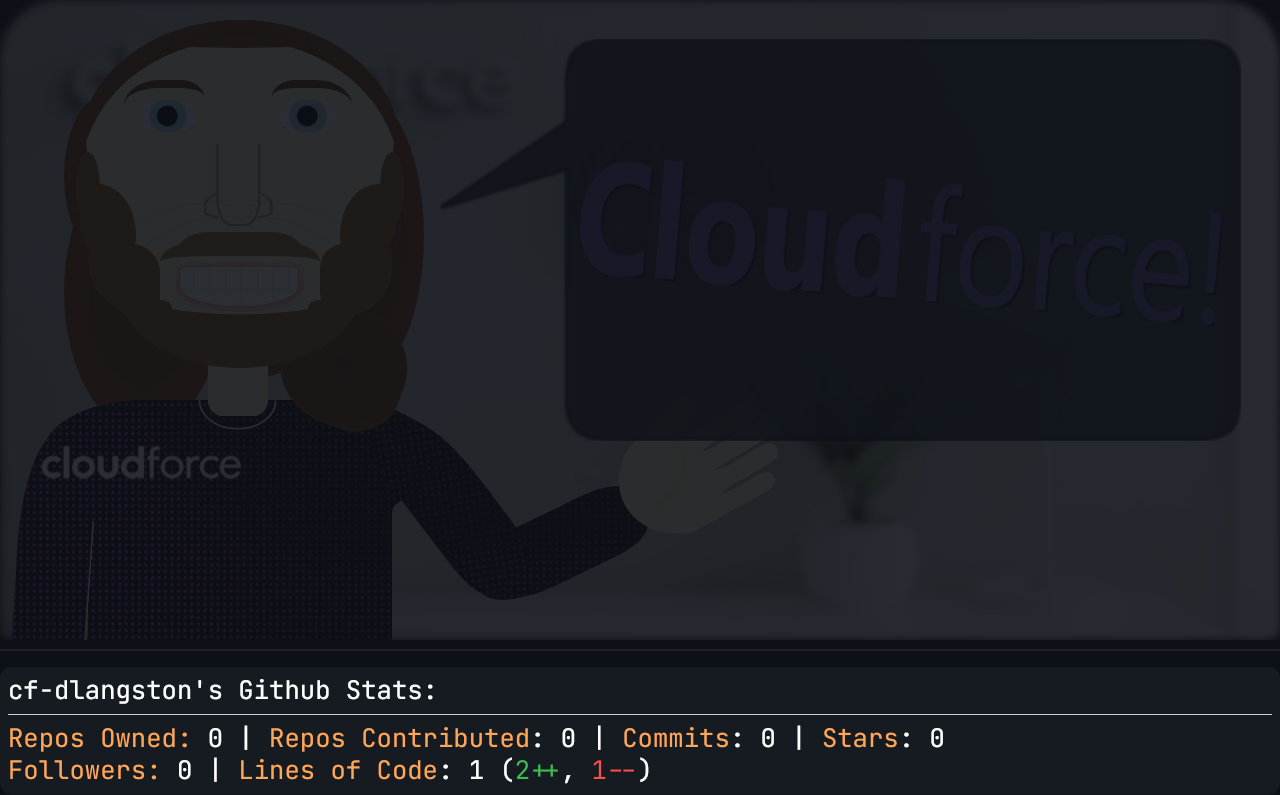 Cloudforce!
cloudforce
cf-dlangston's Github Stats:
Repos Owned: 0 | Repos Contributed: 0 | Commits: 0 | Stars: 0
Followers: 0 | Lines of Code: 1 (2++, 1--)